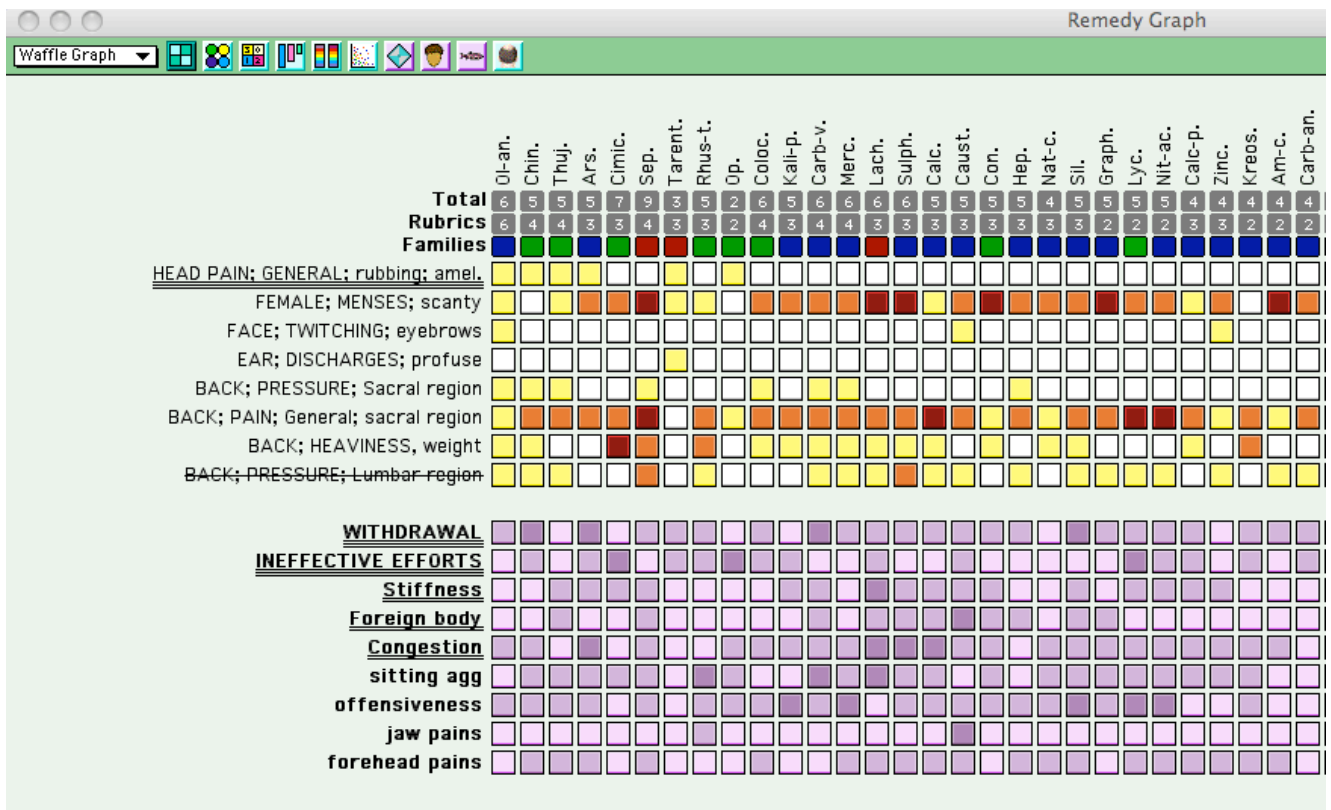 Remedy Graph
Waffle Graph
Ol-an. Chin. Thuj. Ars. Cimic. Sep. Tarent. Rhus-t. Op. Coloc. Kali-p. Carb-v. Merc. Lach. Sulph. Calc. Caust. Con. Hep. Nat-c. Sil. Graph. Lyc. Nit-ac. Calc-p. Zinc. Kreos. Am-c. Carb-an.
Total 6 5 5 5 7 9 3 5 2 6 5 6 6 6 6 5 5 5 5 4 5 5 5 5 4 4 4 4 4
Rubrics 6 4 4 3 3 4 3 3 2 4 3 4 4 3 3 3 3 3 3 3 3 2 2 2 3 3 2 2 2
Families
HEAD PAIN; GENERAL; rubbing; amel.
FEMALE; MENSES; scanty
FACE; TWITCHING; eyebrows
EAR; DISCHARGES; profuse
BACK; PRESSURE; Sacral region
BACK; PAIN; General; sacral region
BACK; HEAVINESS, weight
BACK; PRESSURE; Lumbar region
WITHDRAWAL
INEFFECTIVE EFFORTS
Stiffness
Foreign body
Congestion
sitting agg
offensiveness
jaw pains
forehead pains